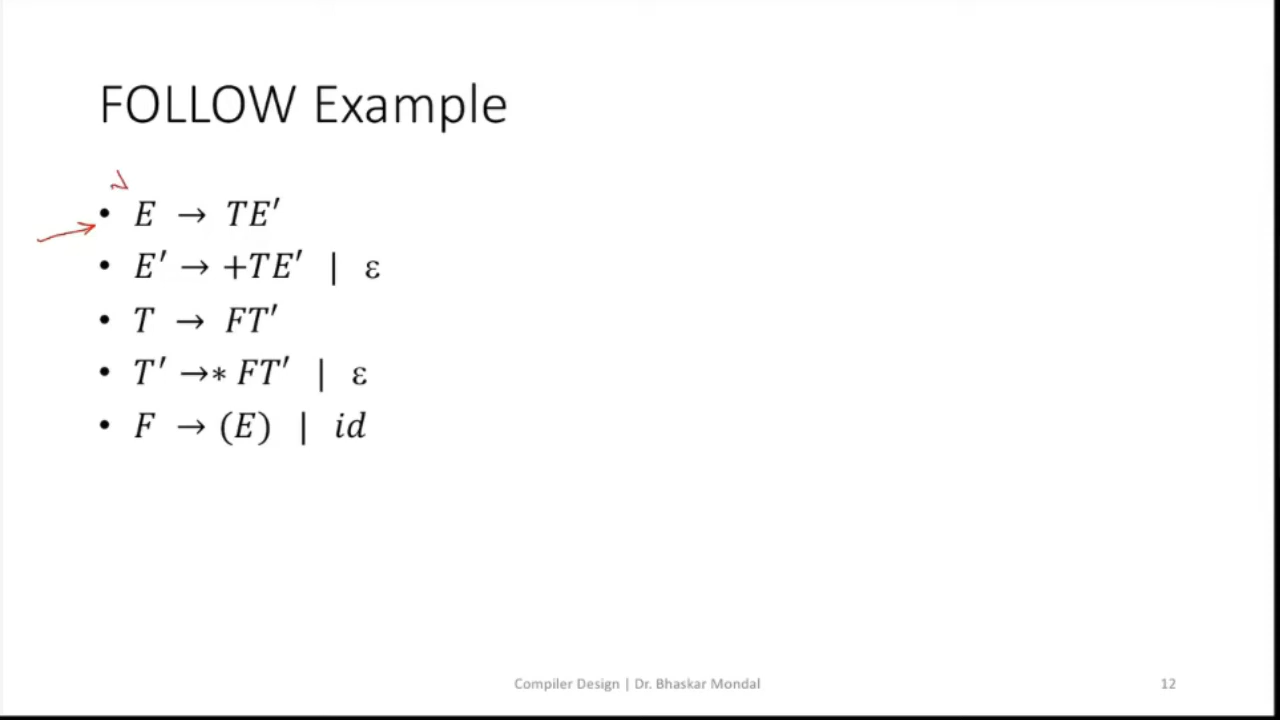 FOLLOW Example
• E → TE′
• E′ → +TE′ | ε
• T → FT′
• T′ →* FT′ | ε
• F → (E) | id
Compiler Design | Dr. Bhaskar Mondal
12